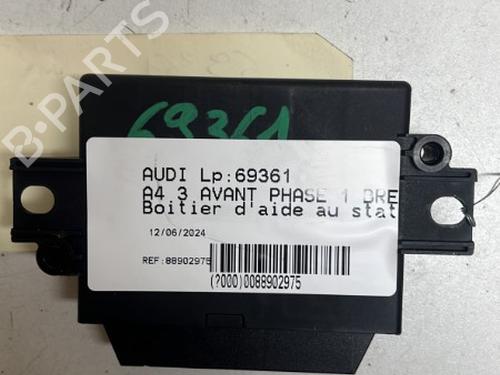 69361
B-PARTS
AUDI Lp:69361
A4 3 AVANT PHASE 1 BRE
Boitier d'aide au stat
12/06/2024
REF:88902975
(?000)0088902975